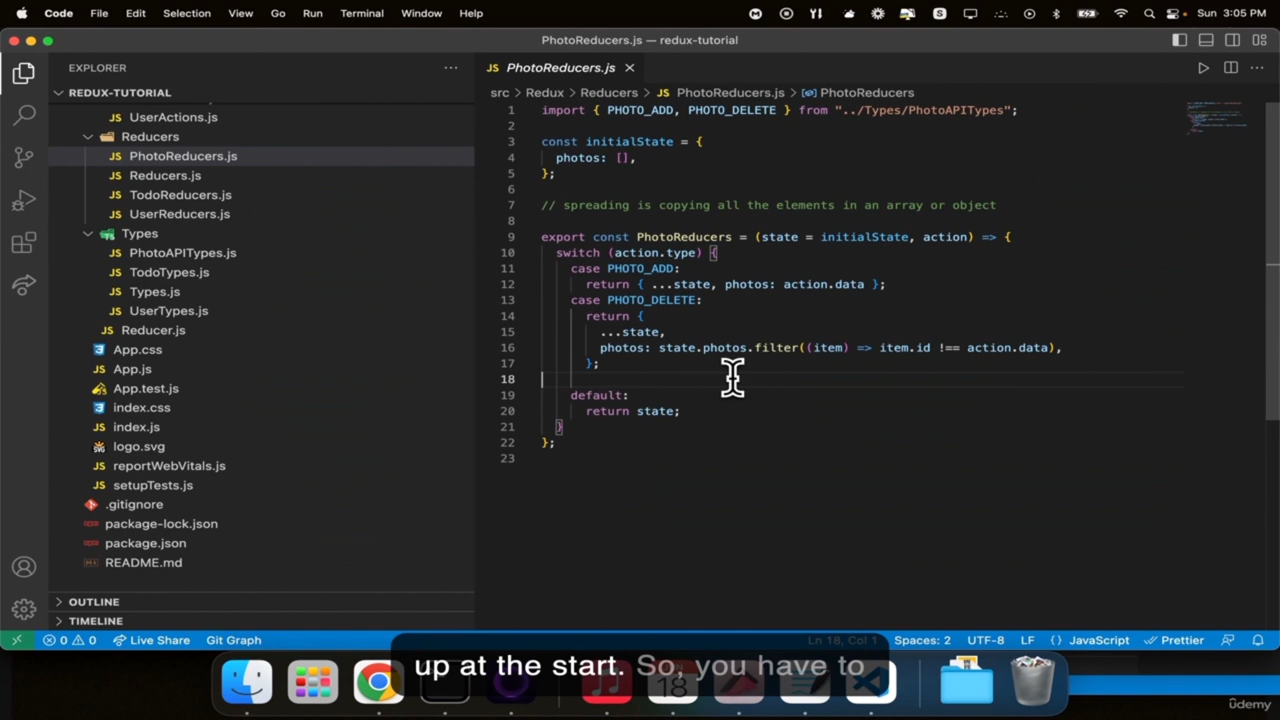 Code File Edit Selection View Go Run Terminal Window Help Sun 3:05 PM
PhotoReducers.js — redux-tutorial
EXPLORER
REDUX-TUTORIAL
UserActions.js
Reducers
PhotoReducers.js
Reducers.js
TodoReducers.js
UserReducers.js
Types
PhotoAPITypes.js
TodoTypes.js
Types.js
UserTypes.js
Reducer.js
App.css
App.js
App.test.js
index.css
index.js
logo.svg
reportWebVitals.js
setupTests.js
.gitignore
package-lock.json
package.json
README.md
OUTLINE
TIMELINE
JS PhotoReducers.js
src > Redux > Reducers > JS PhotoReducers.js > PhotoReducers
1 import { PHOTO_ADD, PHOTO_DELETE } from "../Types/PhotoAPITypes";
2
3 const initialState = {
4 photos: [],
5 };
6
7 // spreading is copying all the elements in an array or object
8
9 export const PhotoReducers = (state = initialState, action) => {
10 switch (action.type) {
11 case PHOTO_ADD:
12 return { ...state, photos: action.data };
13 case PHOTO_DELETE:
14 return {
15 ...state,
16 photos: state.photos.filter((item) => item.id !== action.data),
17 };
18
19 default:
20 return state;
21 }
22 };
23
0 0 Live Share Git Graph Ln 18, Col 1 Spaces: 2 UTF-8 LF {} JavaScript Prettier
up at the start. So, you have to
18
ûdemy